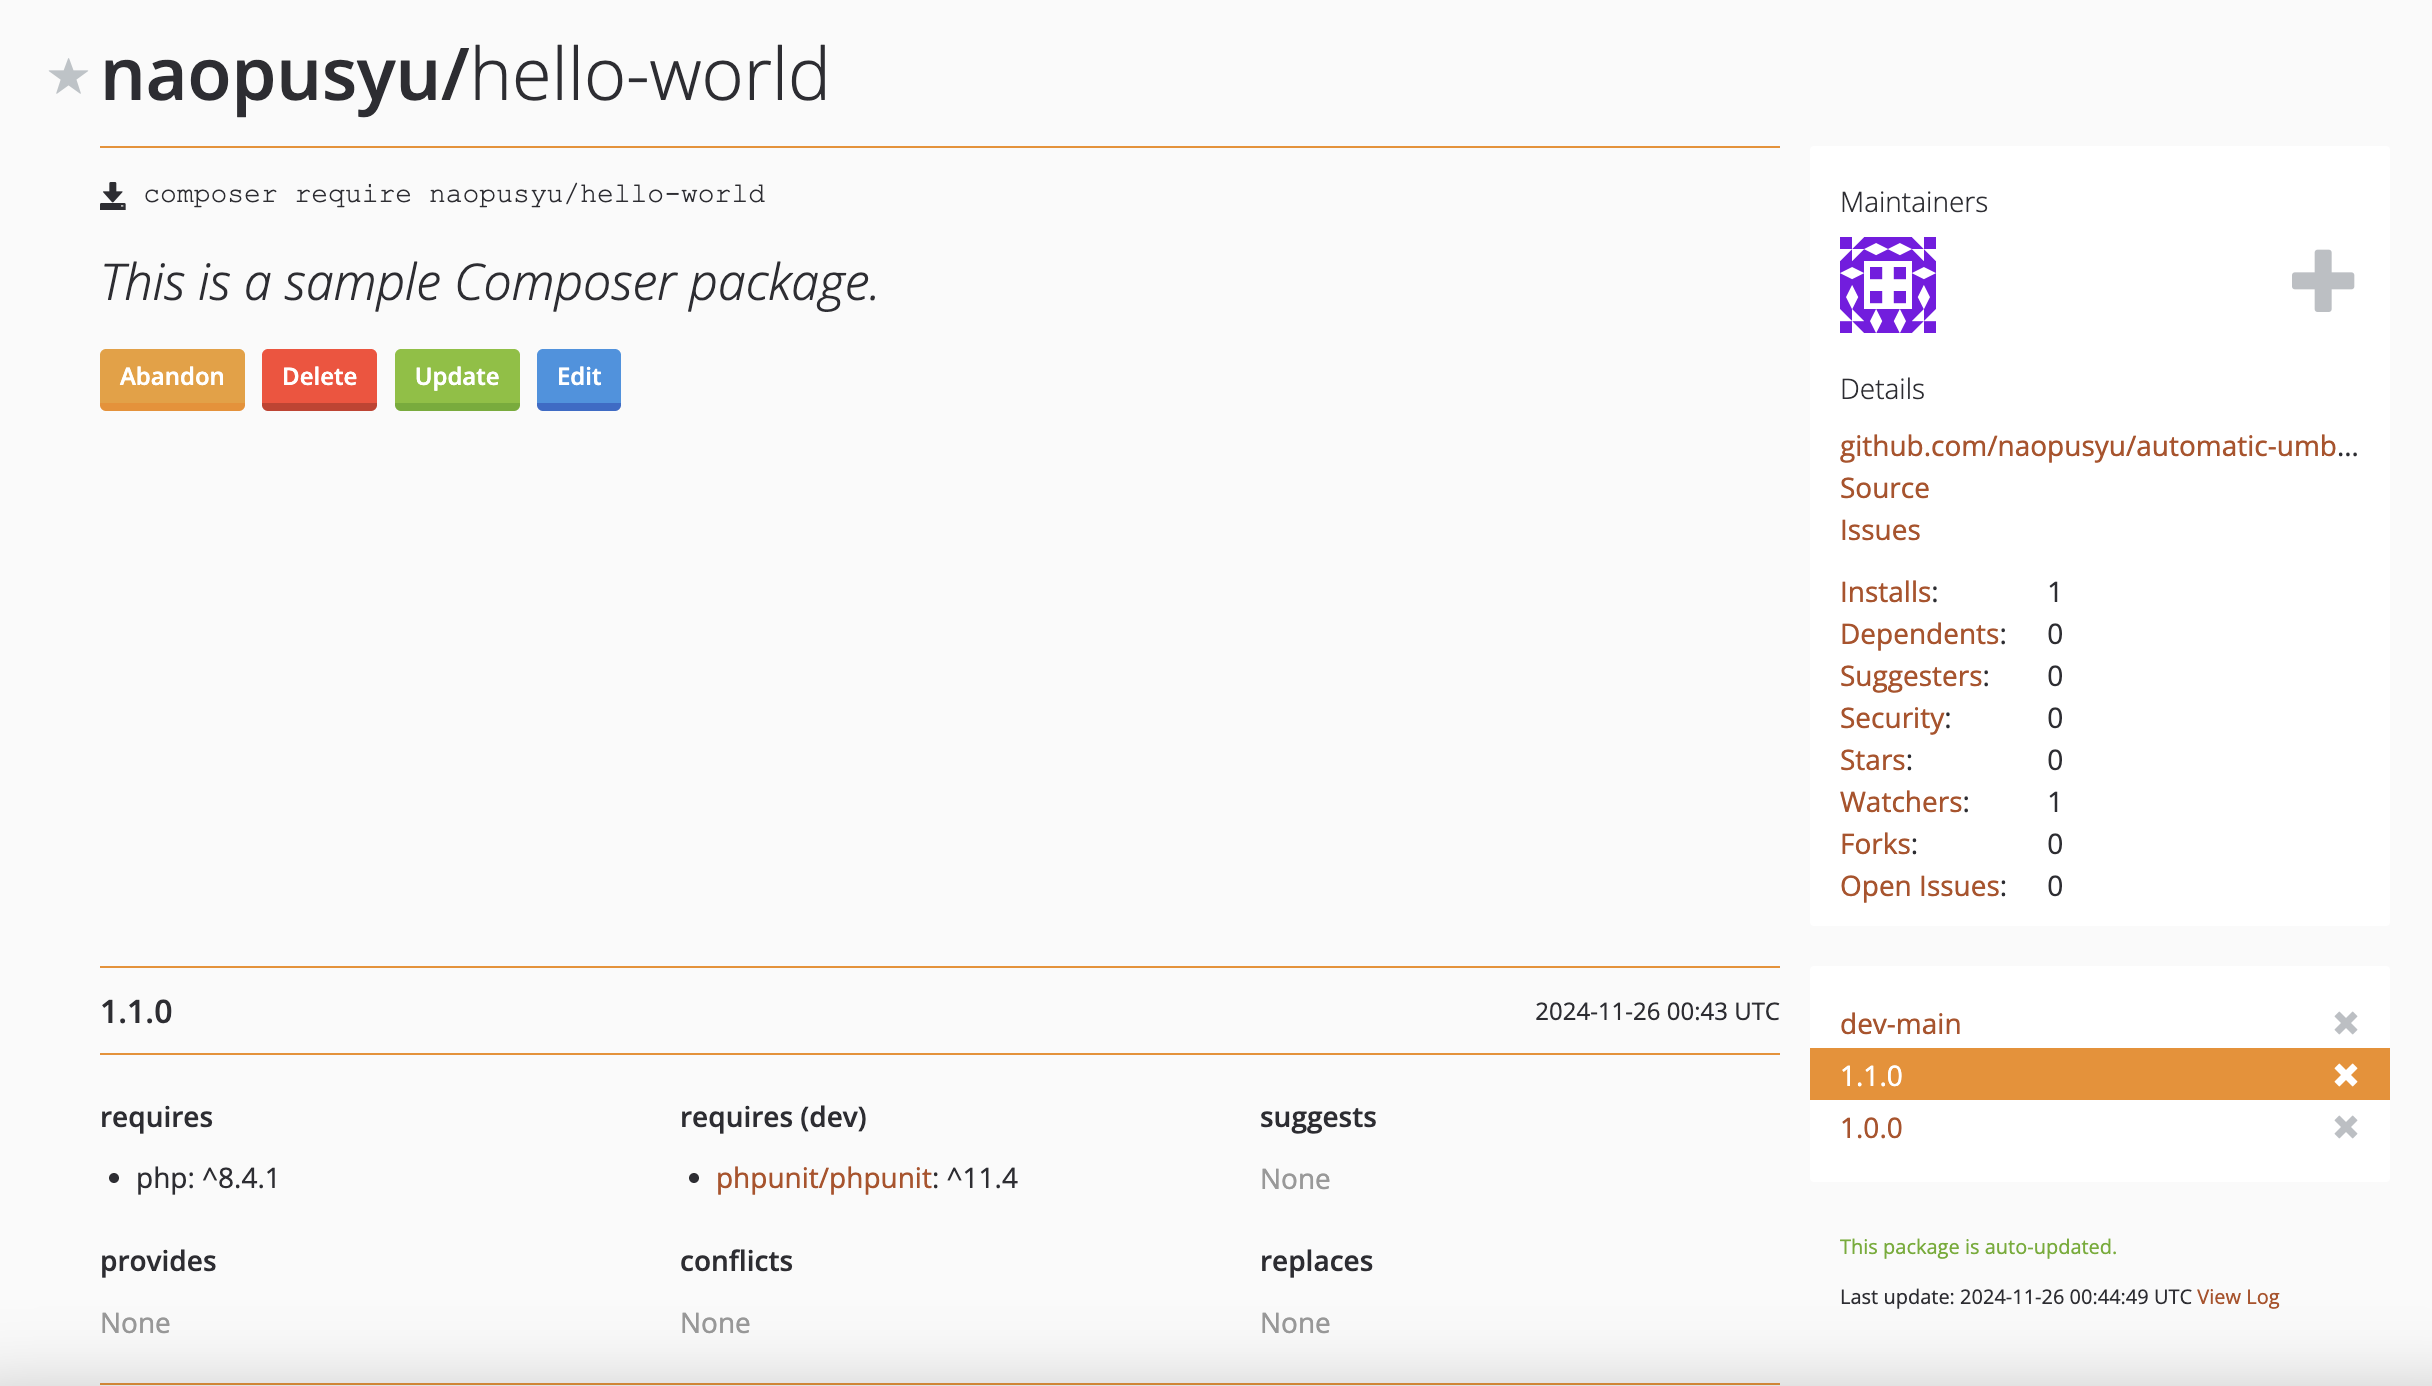 naopusyu/hello-world
composer require naopusyu/hello-world
This is a sample Composer package.
Abandon Delete Update Edit
Maintainers
Details
github.com/naopusyu/automatic-umb...
Source
Issues
Installs: 1
Dependents: 0
Suggesters: 0
Security: 0
Stars: 0
Watchers: 1
Forks: 0
Open Issues: 0
1.1.0 2024-11-26 00:43 UTC
requires
php: ^8.4.1
requires (dev)
phpunit/phpunit: ^11.4
suggests
None
provides
None
conflicts
None
replaces
None
dev-main
1.1.0
1.0.0
This package is auto-updated.
Last update: 2024-11-26 00:44:49 UTC View Log